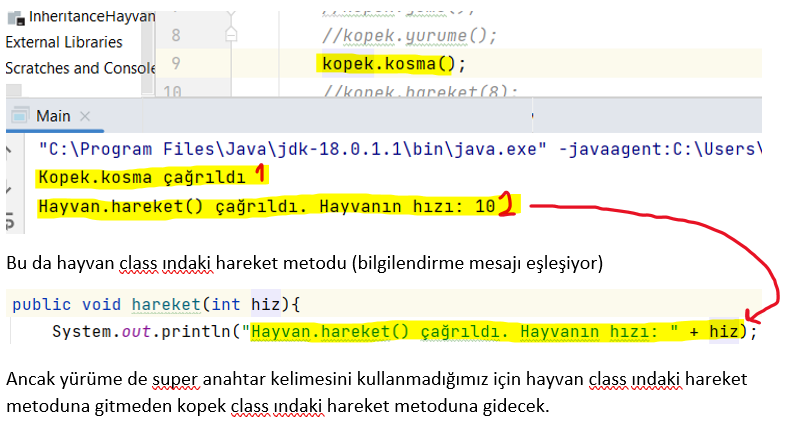 InheritanceHayvan
External Libraries
Scratches and Console
//kopek.yeme();
8 //kopek.yurume();
9 kopek.kosma();
10 //kopek.hareket(8);
Main
"C:\Program Files\Java\jdk-18.0.1.1\bin\java.exe" -javaagent:C:\Users\
Kopek.kosma çağrıldı 1
Hayvan.hareket() çağrıldı. Hayvanın hızı: 10 2
Bu da hayvan class ındaki hareket metodu (bilgilendirme mesajı eşleşiyor)
public void hareket(int hiz){
System.out.println("Hayvan.hareket() çağrıldı. Hayvanın hızı: " + hiz);
Ancak yürüme de super anahtar kelimesini kullanmadığımız için hayvan class ındaki hareket
metoduna gitmeden kopek class ındaki hareket metoduna gidecek.